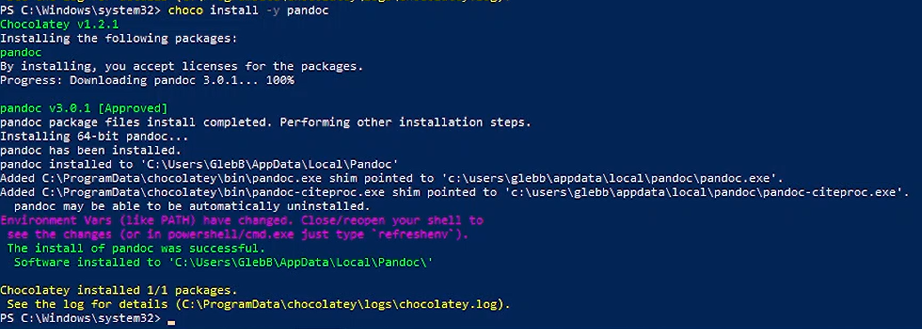 PS C:\Windows\system32> choco install -y pandoc
Chocolatey v1.2.1
Installing the following packages:
pandoc
By installing, you accept licenses for the packages.
Progress: Downloading pandoc 3.0.1... 100%
pandoc v3.0.1 [Approved]
pandoc package files install completed. Performing other installation steps.
Installing 64-bit pandoc...
pandoc has been installed.
pandoc installed to 'C:\Users\GlebB\AppData\Local\Pandoc'
Added C:\ProgramData\chocolatey\bin\pandoc.exe shim pointed to 'c:\users\glebb\appdata\local\pandoc\pandoc.exe'.
Added C:\ProgramData\chocolatey\bin\pandoc-citeproc.exe shim pointed to 'c:\users\glebb\appdata\local\pandoc\pandoc-citeproc.exe'.
pandoc may be able to be automatically uninstalled.
Environment Vars (like PATH) have changed. Close/reopen your shell to
see the changes (or in powershell/cmd.exe just type `refreshenv`).
The install of pandoc was successful.
Software installed to 'C:\Users\GlebB\AppData\Local\Pandoc\'
Chocolatey installed 1/1 packages.
See the log for details (C:\ProgramData\chocolatey\logs\chocolatey.log).
PS C:\Windows\system32>